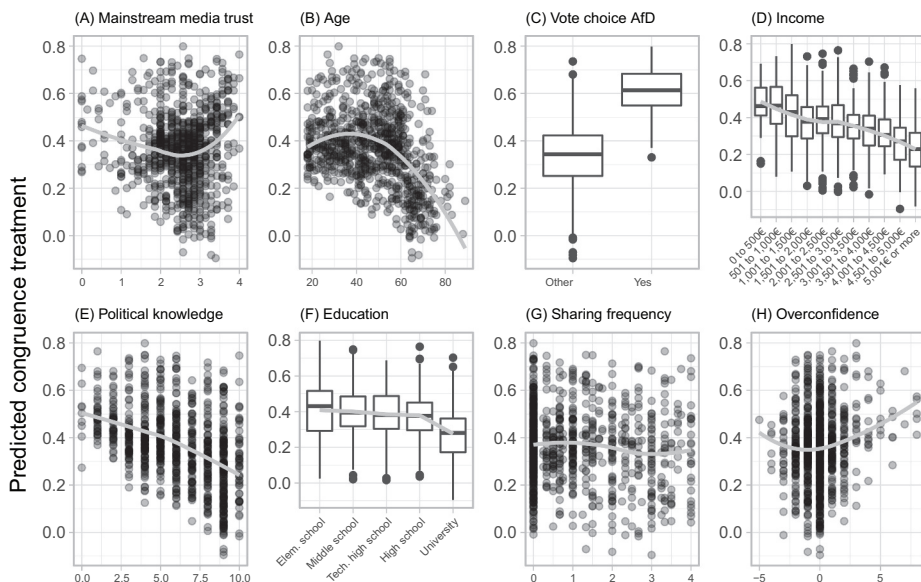 (A) Mainstream media trust
(B) Age
(C) Vote choice AfD
(D) Income
0.8
0.6
0.4
0.2
0.0
0
1
2
3
4
0.8
0.6
0.4
0.2
0.0
20
40
60
80
0.8
0.6
0.4
0.2
0.0
Other
Yes
0.8
0.6
0.4
0.2
0.0
0 to 500€
501 to 1,000€
1,001 to 1,500€
1,501 to 2,000€
2,001 to 2,500€
2,501 to 3,000€
3,001 to 3,500€
3,501 to 4,000€
4,001 to 4,500€
4,501 to 5,000€
5,001€ or more
Predicted congruence treatment
(E) Political knowledge
(F) Education
(G) Sharing frequency
(H) Overconfidence
0.8
0.6
0.4
0.2
0.0
0.0
2.5
5.0
7.5
10.0
0.8
0.6
0.4
0.2
0.0
Elem. school
Middle school
Tech. high school
High school
University
0.8
0.6
0.4
0.2
0.0
0
1
2
3
4
0.8
0.6
0.4
0.2
0.0
−5
0
5